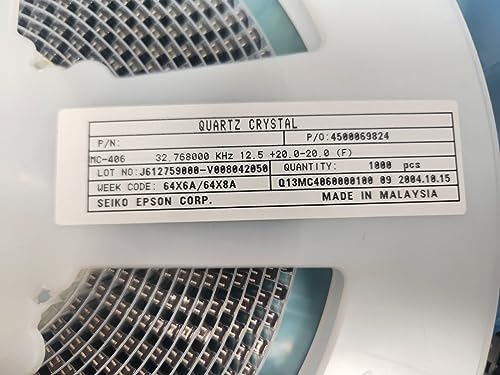 QUARTZ CRYSTAL
P/N: P/O: 4500069824
MC-406 32.768000 KHz 12.5 +20.0-20.0 (F)
LOT NO: J612759000-V008042050 QUANTITY: 1000 pcs
WEEK CODE: 64X6A/64X8A Q13MC4060000100 09 2004.10.15
SEIKO EPSON CORP. MADE IN MALAYSIA